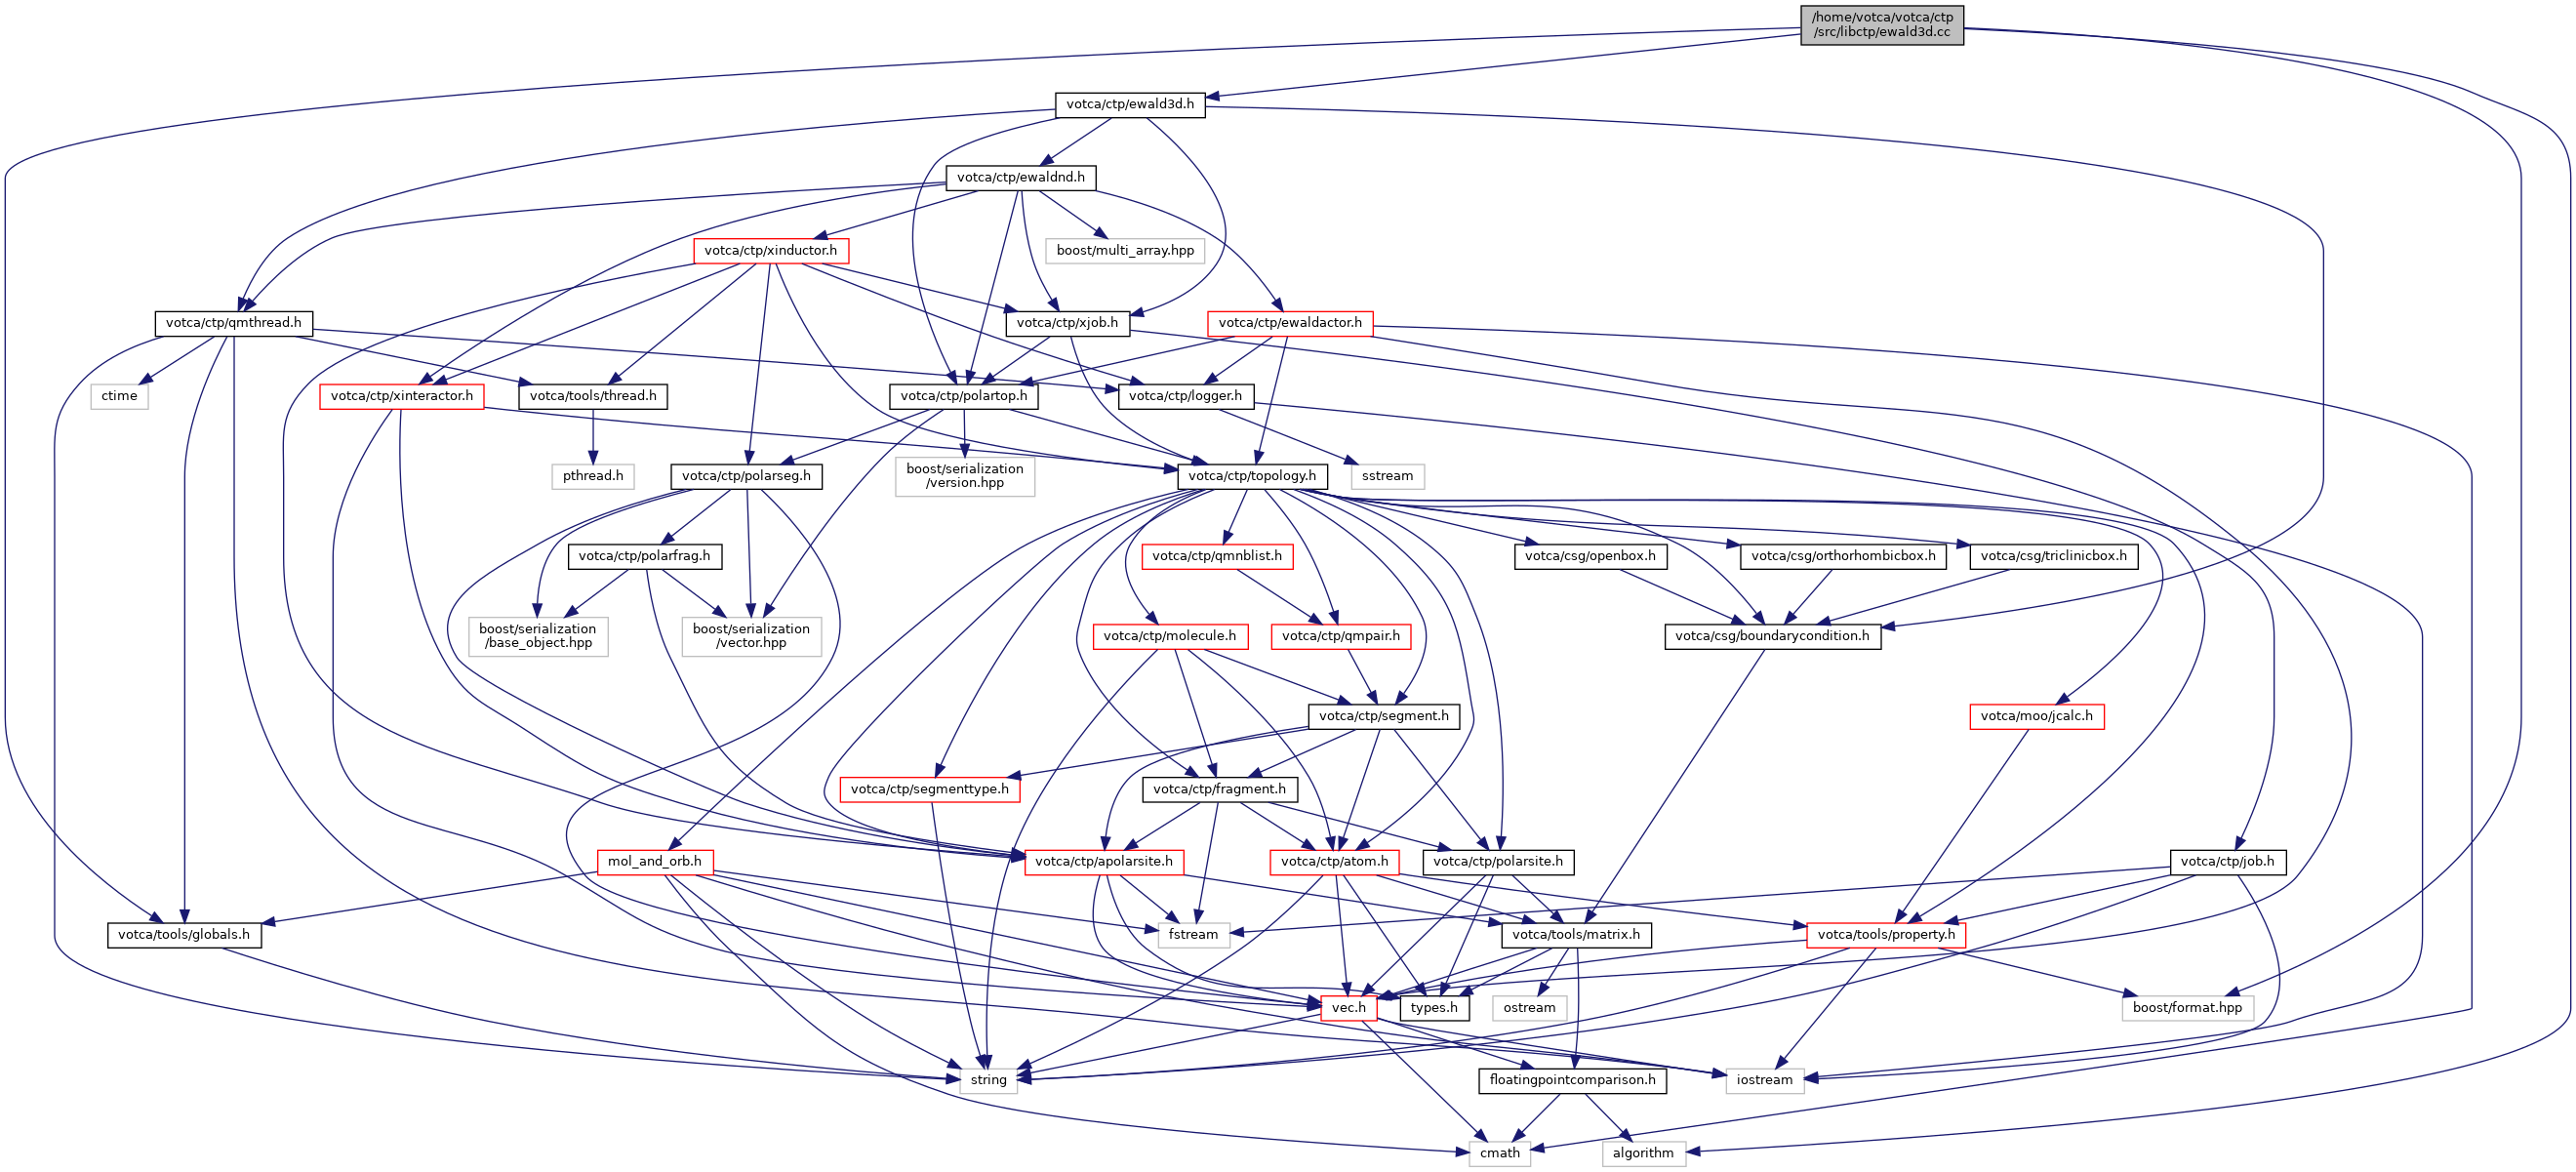 /home/votca/votca/ctp
/src/libctp/ewald3d.cc
votca/ctp/ewald3d.h
votca/ctp/ewaldnd.h
votca/ctp/xinductor.h
boost/multi_array.hpp
votca/ctp/qmthread.h
votca/ctp/xjob.h
votca/ctp/ewaldactor.h
ctime
votca/ctp/xinteractor.h
votca/tools/thread.h
votca/ctp/polartop.h
votca/ctp/logger.h
pthread.h
votca/ctp/polarseg.h
boost/serialization
/version.hpp
votca/ctp/topology.h
sstream
votca/ctp/polarfrag.h
votca/ctp/qmnblist.h
votca/csg/openbox.h
votca/csg/orthorhombicbox.h
votca/csg/triclinicbox.h
boost/serialization
/base_object.hpp
boost/serialization
/vector.hpp
votca/ctp/molecule.h
votca/ctp/qmpair.h
votca/csg/boundarycondition.h
votca/ctp/segment.h
votca/moo/jcalc.h
votca/ctp/segmenttype.h
votca/ctp/fragment.h
mol_and_orb.h
votca/ctp/apolarsite.h
votca/ctp/atom.h
votca/ctp/polarsite.h
votca/ctp/job.h
votca/tools/globals.h
fstream
votca/tools/matrix.h
votca/tools/property.h
vec.h
types.h
ostream
boost/format.hpp
string
floatingpointcomparison.h
iostream
cmath
algorithm